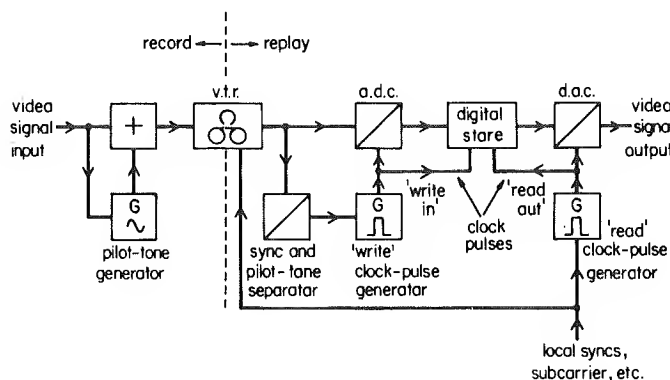 record
replay
v.t.r.
a.d.c.
d.a.c.
video
signal
input
+
digital
store
video
signal
output
G
pilot-tone
generator
sync and
pilot-tone
separator
G
'write'
clock-pulse
generator
'write
in'
clock
pulses
'read
out'
G
'read'
clock-pulse
generator
local syncs,
subcarrier, etc.